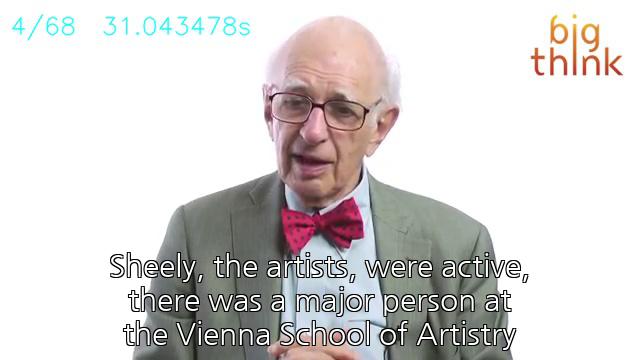 4/68 31.043478s
big
think
Sheely, the artists, were active,
there was a major person at
the Vienna School of Artistry